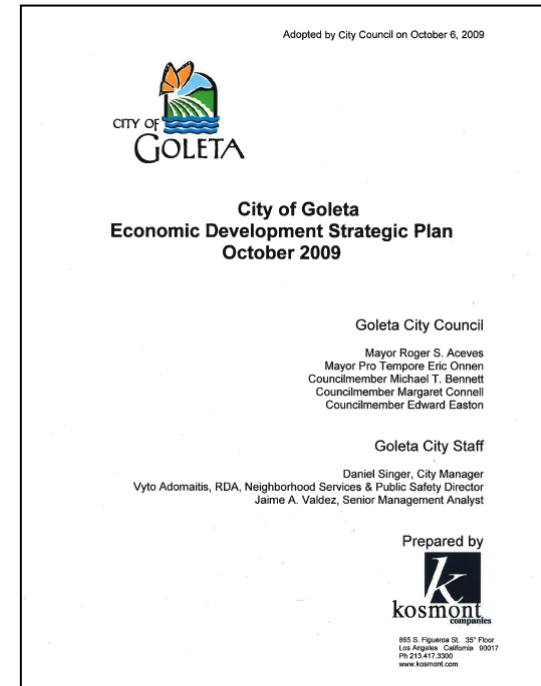 Adopted by City Council on October 6, 2009
CITY OF
GOLETA
City of Goleta
Economic Development Strategic Plan
October 2009
Goleta City Council
Mayor Roger S. Aceves
Mayor Pro Tempore Eric Onnen
Councilmember Michael T. Bennett
Councilmember Margaret Connell
Councilmember Edward Easton
Goleta City Staff
Daniel Singer, City Manager
Vyto Adomaitis, RDA, Neighborhood Services & Public Safety Director
Jaime A. Valdez, Senior Management Analyst
Prepared by
k
kosmont
companies
865 S. Figueroa St. 35" Floor
Los Angeles California 90017
Ph 213.417.3300
www.kosmont.com